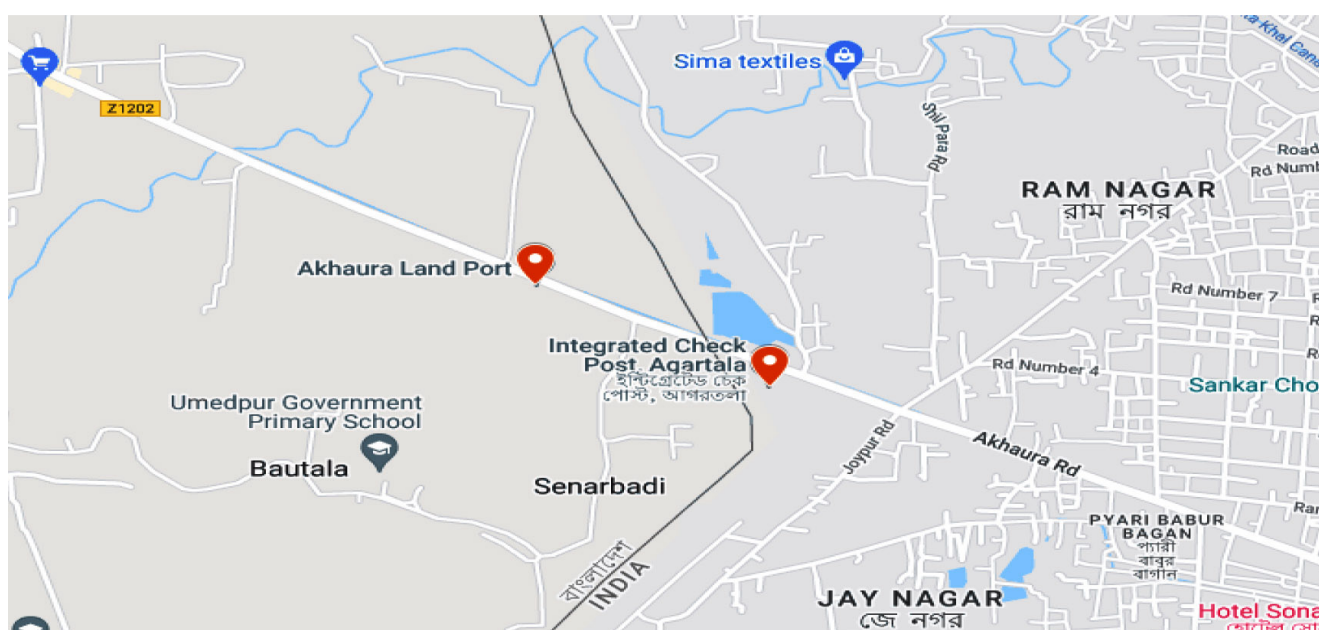 Sima textiles
Z1202
Shil Para Rd
RAM NAGAR
রাম নগর
Road
Rd Numb
Akhaura Land Port
Rd Number 7
Integrated Check
Post, Agartala
ইন্টিগ্রেটেড চেক
পোস্ট, আগরতলা
Rd Number 4
Sankar Cho
Umedpur Government
Primary School
Bautala
Joypur Rd
Akhaura Rd
Senarbadi
PYARI BABUR
BAGAN
প্যারী
বাবুর
বাগান
বাংলাদেশ
INDIA
JAY NAGAR
জে নগর
Hotel Sona